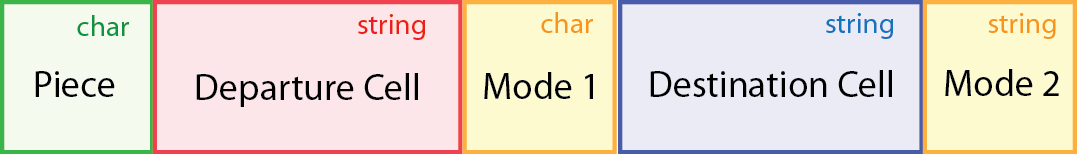 char
Piece
string
Departure Cell
char
Mode 1
string
Destination Cell
string
Mode 2